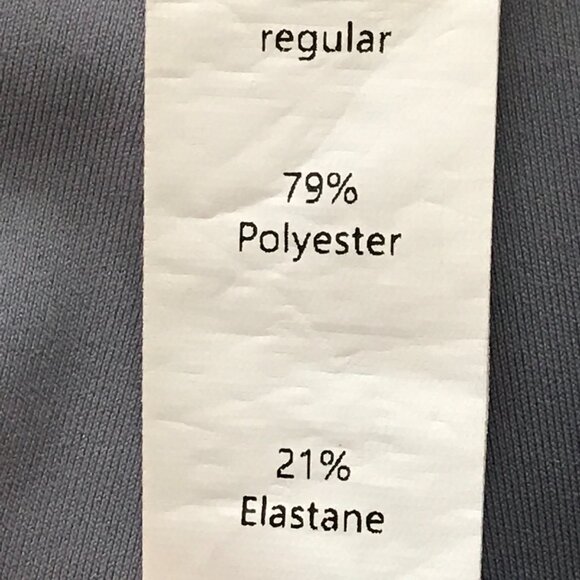 regular
79%
Polyester
21%
Elastane